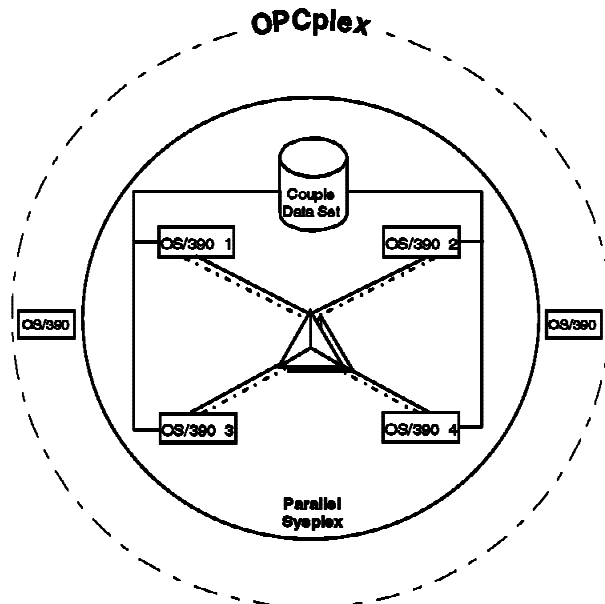 OPCplex
Couple
Data Set
OS/390 1
OS/390 2
OS/390
OS/390
OS/390 3
OS/390 4
Parallel
Sysplex